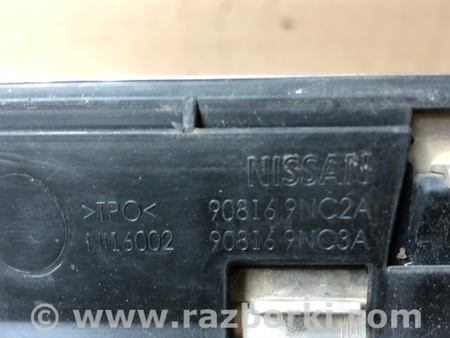 NISSAN
>TPO< 90816 9NC2A
NI16002 90816 9NC3A
www.razborki.com